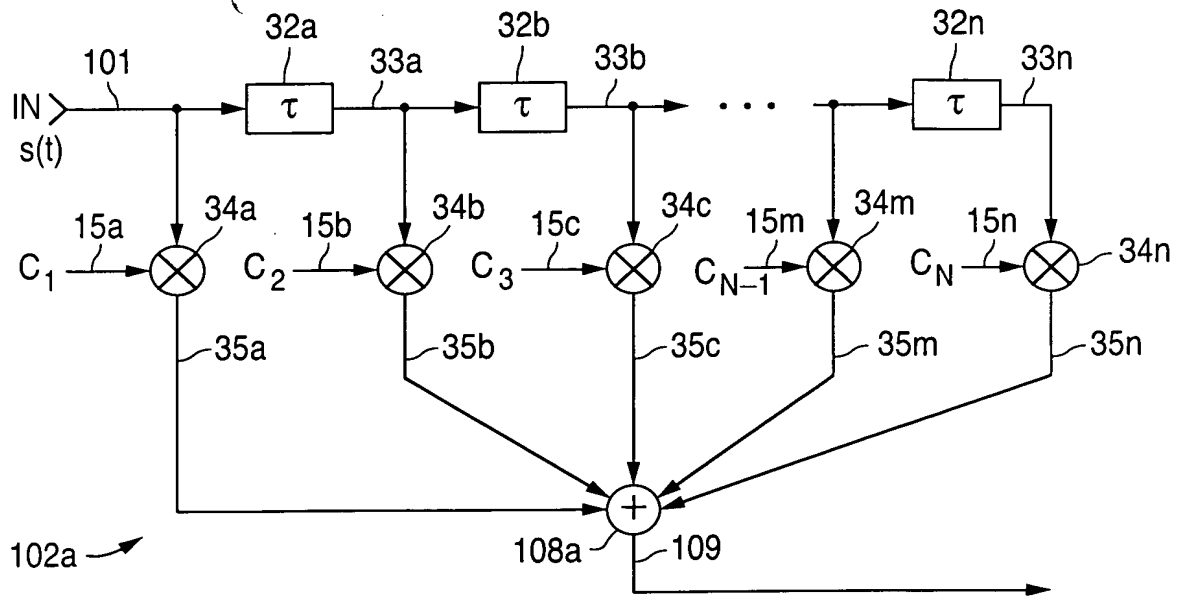 32a 32b 32n
101 33a 33b 33n
IN τ τ . . . τ
s(t)
15a 34a 15b 34b 15c 34c 15m 34m 15n
C1 C2 C3 CN–1 CN 34n
35a 35b 35c 35m 35n
+
102a 108a 109